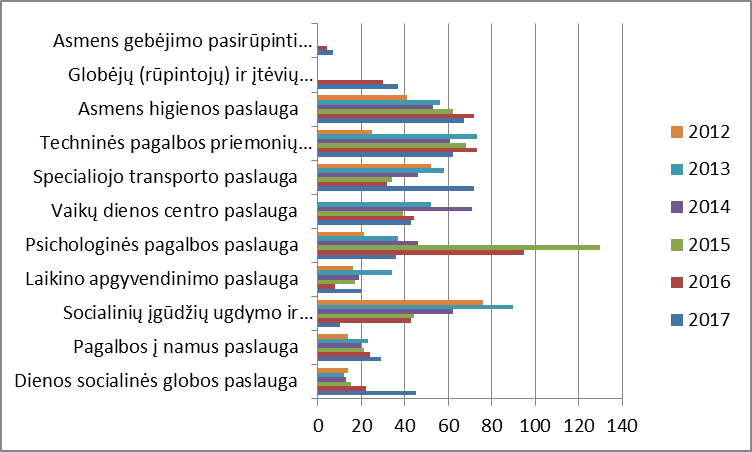 Asmens gebėjimo pasirūpinti...
Globėjų (rūpintojų) ir įtėvių...
Asmens higienos paslauga
Techninės pagalbos priemonių...
Specialiojo transporto paslauga
Vaikų dienos centro paslauga
Psichologinės pagalbos paslauga
Laikino apgyvendinimo paslauga
Socialinių įgūdžių ugdymo ir...
Pagalbos į namus paslauga
Dienos socialinės globos paslauga
0 20 40 60 80 100 120 140
2012
2013
2014
2015
2016
2017